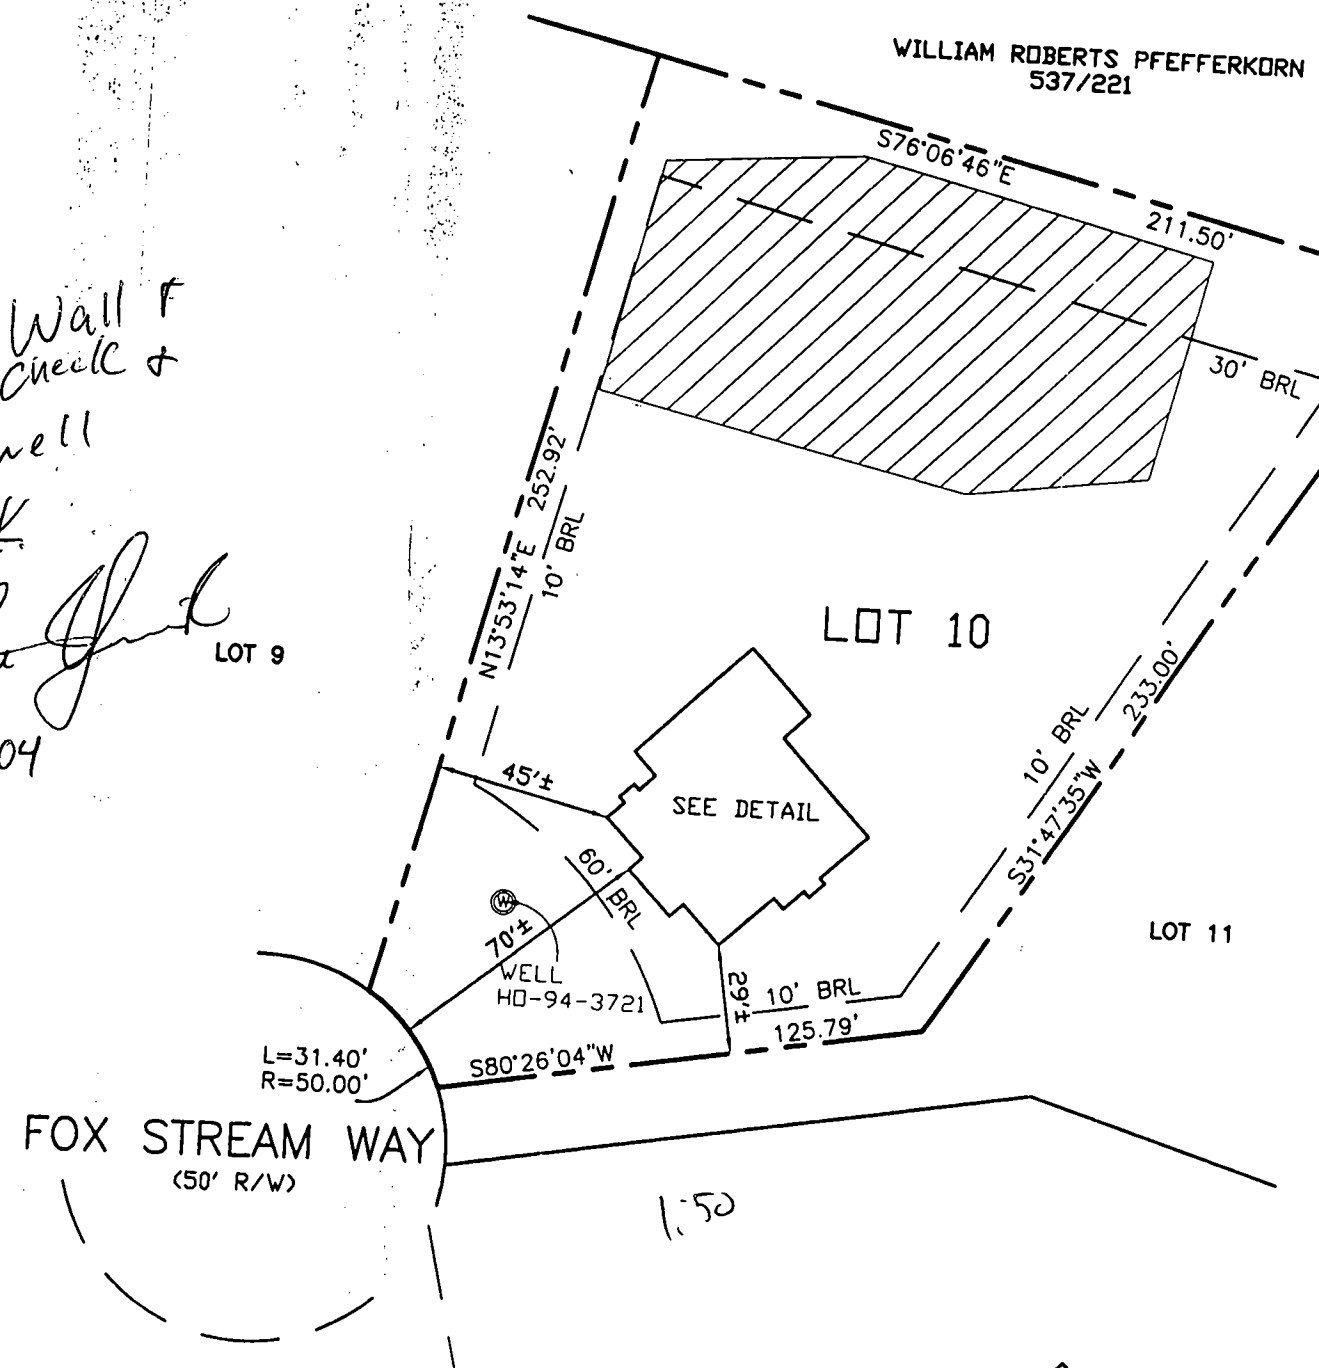 WILLIAM ROBERTS PFEFFERKORN
537/221
S76°06'46"E
211.50'
30' BRL
Wall &
Check &
well
LOT 9
04
N13°53'14"E 252.92'
10' BRL
LOT 10
10' BRL
233.00'
S31°47'35"W
45'±
SEE DETAIL
60' BRL
W
70'±
WELL
HO-94-3721
29'±
10' BRL
125.79'
S80°26'04"W
LOT 11
L=31.40'
R=50.00'
FOX STREAM WAY
(50' R/W)
1:50